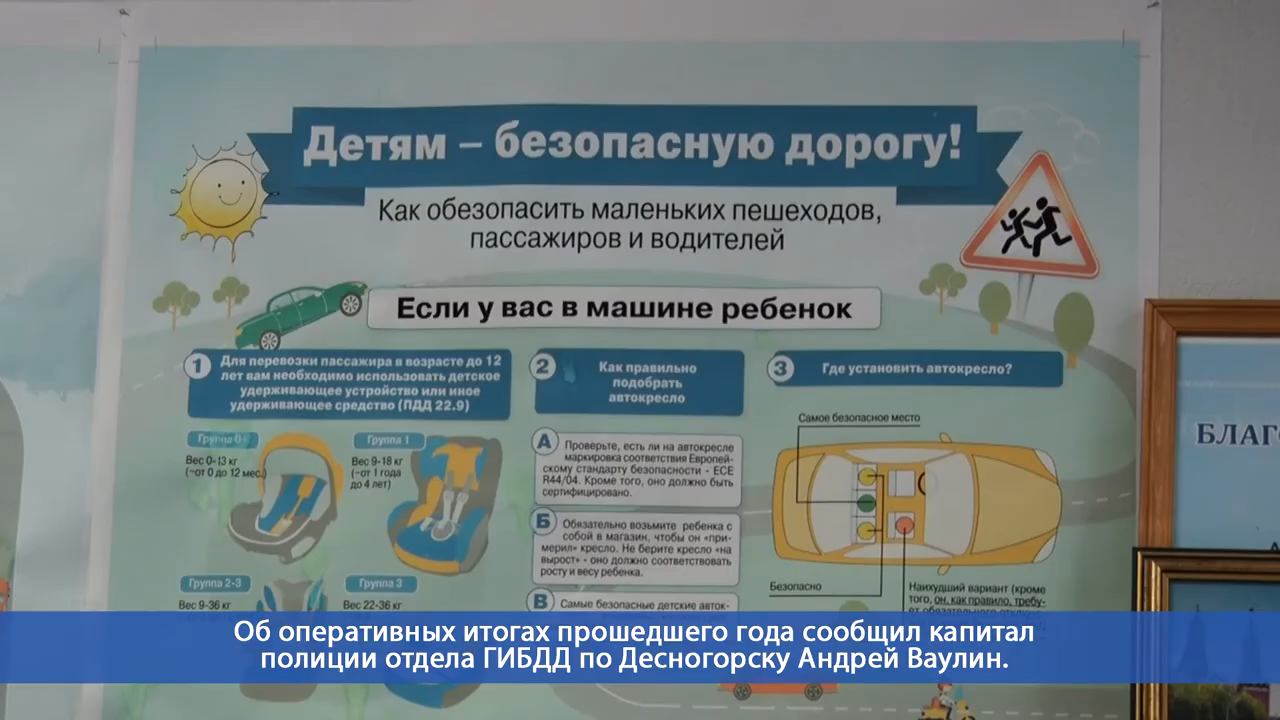 Детям – безопасную дорогу!
Как обезопасить маленьких пешеходов,
пассажиров и водителей
Если у вас в машине ребенок
1
Для перевозки пассажира в возрасте до 12
лет вам необходимо использовать детское
удерживающее устройство или иное
удерживающее средство (ПДД 22.9)
Группа 0+
Вес 0-13 кг
(~от 0 до 12 мес.)
Группа 1
Вес 9-18 кг
(~от 1 года
до 4 лет)
Группа 2-3
Вес 9-36 кг
Группа 3
Вес 22-36 кг
2
Как правильно
подобрать
автокресло
А
Проверьте, есть ли на автокресле
маркировка соответствия Европей-
скому стандарту безопасности - ECE
R44/04. Кроме того, оно должно быть
сертифицировано.
Б
Обязательно возьмите ребенка с
собой в магазин, чтобы он «при-
мерил» кресло. Не берите кресло «на
вырост» - оно должно соответствовать
росту и весу ребенка.
В
Самые безопасные детские авток-
3
Где установить автокресло?
Самое безопасное место
Безопасно
Наихудший вариант (кроме
того, он, как правило, требу-
ет обязательного
БЛАГ
Об оперативных итогах прошедшего года сообщил капитал
полиции отдела ГИБДД по Десногорску Андрей Ваулин.